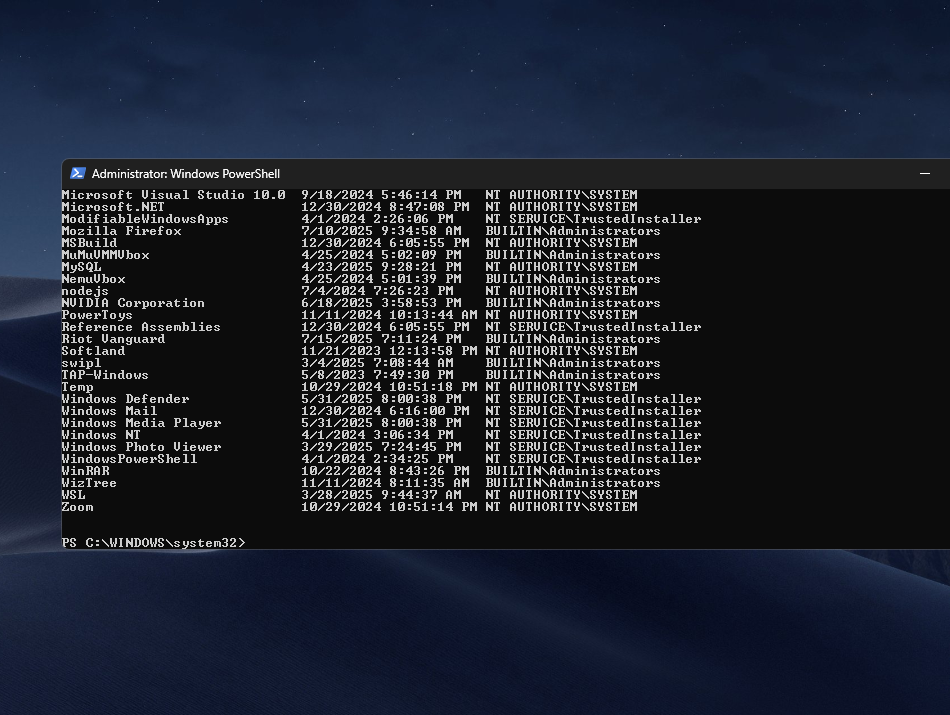 Administrator: Windows PowerShell
Microsoft Visual Studio 10.0 9/18/2024 5:46:14 PM NT AUTHORITY\SYSTEM
Microsoft.NET 12/30/2024 8:47:08 PM NT AUTHORITY\SYSTEM
ModifiableWindowsApps 4/1/2024 2:26:06 PM NT SERVICE\TrustedInstaller
Mozilla Firefox 7/10/2025 9:34:58 AM BUILTIN\Administrators
MSBuild 12/30/2024 6:05:55 PM NT AUTHORITY\SYSTEM
MuMuVMMVbox 4/25/2024 5:02:09 PM BUILTIN\Administrators
MySQL 4/23/2025 9:28:21 PM NT AUTHORITY\SYSTEM
NemuVbox 4/25/2024 5:01:39 PM BUILTIN\Administrators
nodejs 7/4/2024 7:26:23 PM NT AUTHORITY\SYSTEM
NVIDIA Corporation 6/18/2025 3:58:53 PM BUILTIN\Administrators
PowerToys 11/11/2024 10:13:44 AM NT AUTHORITY\SYSTEM
Reference Assemblies 12/30/2024 6:05:55 PM NT SERVICE\TrustedInstaller
Riot Vanguard 7/15/2025 7:11:24 PM BUILTIN\Administrators
Softland 11/21/2023 12:13:58 PM NT AUTHORITY\SYSTEM
swipl 3/4/2025 7:08:44 AM BUILTIN\Administrators
TAP-Windows 5/8/2023 7:49:30 PM BUILTIN\Administrators
Temp 10/29/2024 10:51:18 PM NT AUTHORITY\SYSTEM
Windows Defender 5/31/2025 8:00:38 PM NT SERVICE\TrustedInstaller
Windows Mail 12/30/2024 6:16:00 PM NT SERVICE\TrustedInstaller
Windows Media Player 5/31/2025 8:00:38 PM NT SERVICE\TrustedInstaller
Windows NT 4/1/2024 3:06:34 PM NT SERVICE\TrustedInstaller
Windows Photo Viewer 3/29/2025 7:24:45 PM NT SERVICE\TrustedInstaller
WindowsPowerShell 4/1/2024 2:34:25 PM NT SERVICE\TrustedInstaller
WinRAR 10/22/2024 8:43:26 PM BUILTIN\Administrators
WizTree 11/11/2024 8:11:35 AM BUILTIN\Administrators
WSL 3/28/2025 9:44:37 AM NT AUTHORITY\SYSTEM
Zoom 10/29/2024 10:51:14 PM NT AUTHORITY\SYSTEM
PS C:\WINDOWS\system32>